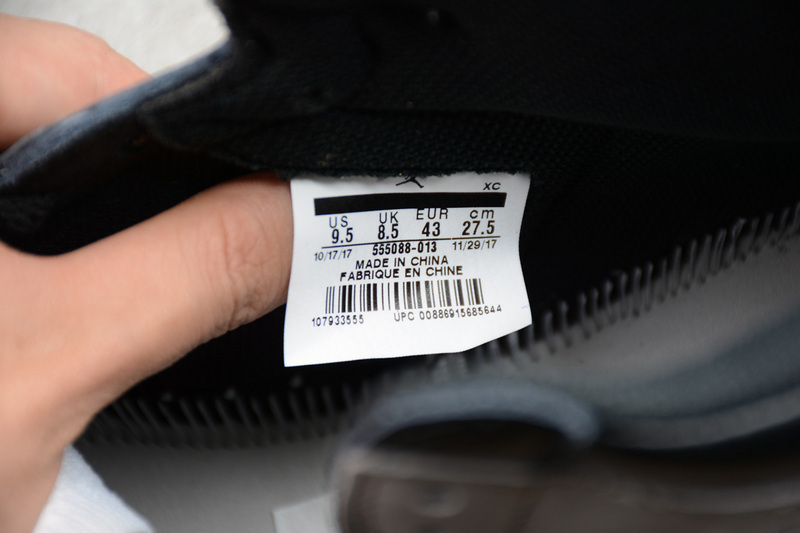 XC
US UK EUR cm
9.5 8.5 43 27.5
10/17/17 555088-013 11/29/17
MADE IN CHINA
FABRIQUE EN CHINE
107933555 UPC 00886915685644